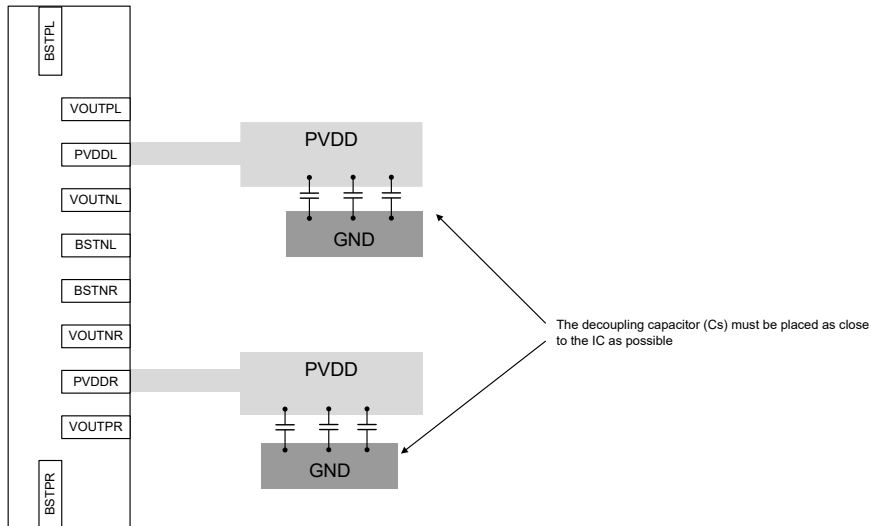 BSTPL
VOUTPL
PVDDL
VOUTNL
BSTNL
BSTNR
VOUTNR
PVDDR
VOUTPR
BSTPR
PVDD
GND
PVDD
GND
The decoupling capacitor (Cs) must be placed as close
to the IC as possible